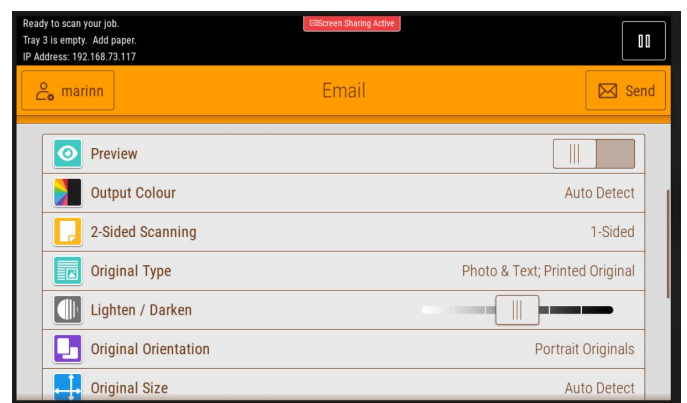 Ready to scan your job.
Screen Sharing Active
Tray 3 is empty. Add paper.
IP Address: 192.168.73.117
marinn
Email
Send
Preview
Output Colour
Auto Detect
2-Sided Scanning
1-Sided
Original Type
Photo & Text; Printed Original
Lighten / Darken
Original Orientation
Portrait Originals
Original Size
Auto Detect